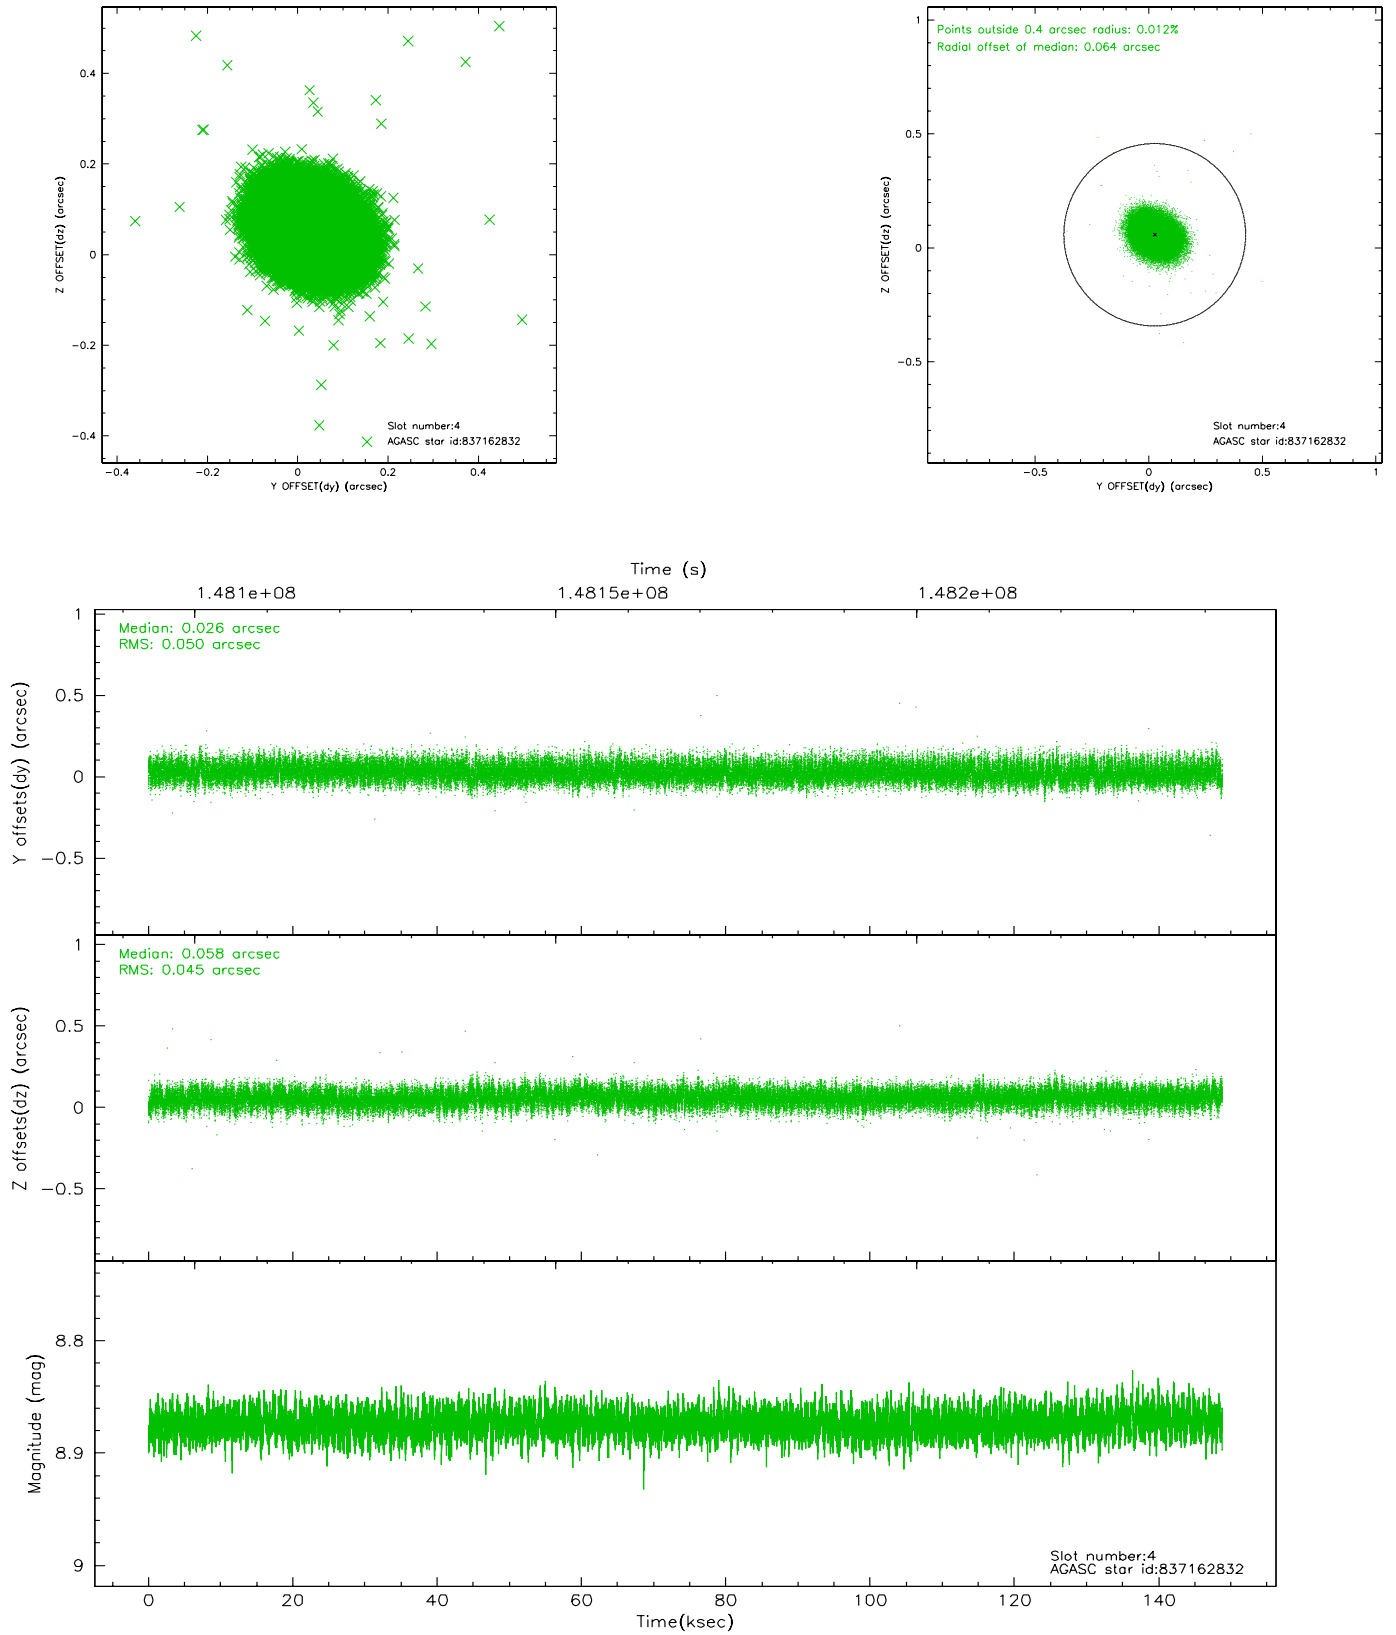 0.4
0.2
0
−0.2
−0.4
Z OFFSET(dz) (arcsec)
Slot number:4
AGASC star id:837162832
−0.4 −0.2 0 0.2 0.4
Y OFFSET(dy) (arcsec)
Points outside 0.4 arcsec radius: 0.012%
Radial offset of median: 0.064 arcsec
1
0.5
0
−0.5
Z OFFSET(dz) (arcsec)
Slot number:4
AGASC star id:837162832
−0.5 0 0.5 1
Y OFFSET(dy) (arcsec)
Time (s)
1.481e+08 1.4815e+08 1.482e+08
Median: 0.026 arcsec
RMS: 0.050 arcsec
1
0.5
0
−0.5
Y offsets(dy) (arcsec)
Median: 0.058 arcsec
RMS: 0.045 arcsec
1
0.5
0
−0.5
Z offsets(dz) (arcsec)
8.8
8.9
9
Magnitude (mag)
Slot number:4
AGASC star id:837162832
0 20 40 60 80 100 120 140
Time(ksec)